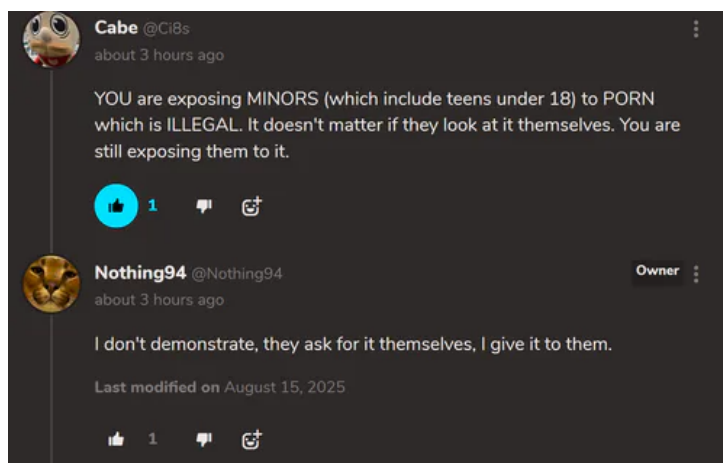 Cabe @Ci8s
about 3 hours ago
YOU are exposing MINORS (which include teens under 18) to PORN
which is ILLEGAL. It doesn't matter if they look at it themselves. You are
still exposing them to it.
1
Nothing94 @Nothing94
Owner
about 3 hours ago
I don't demonstrate, they ask for it themselves, I give it to them.
Last modified on August 15, 2025
1